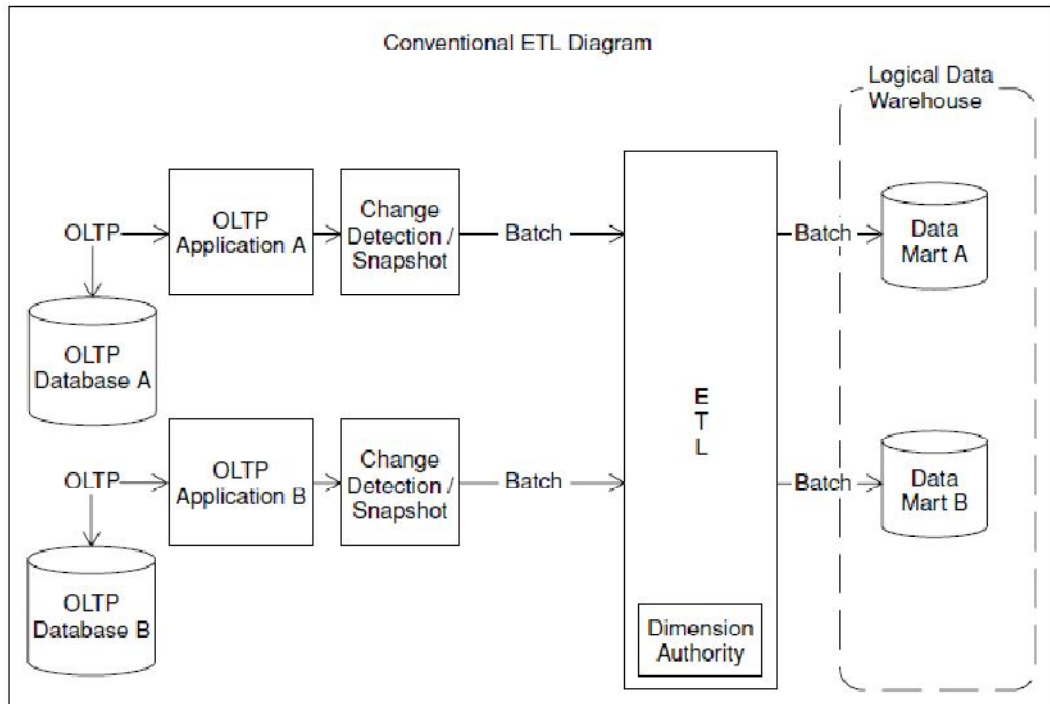 Conventional ETL Diagram
Logical Data
Warehouse
OLTP
OLTP
Application A
Change
Detection /
Snapshot
Batch
Batch
Data
Mart A
OLTP
Database A
E
T
L
OLTP
OLTP
Application B
Change
Detection /
Snapshot
Batch
Batch
Data
Mart B
OLTP
Database B
Dimension
Authority